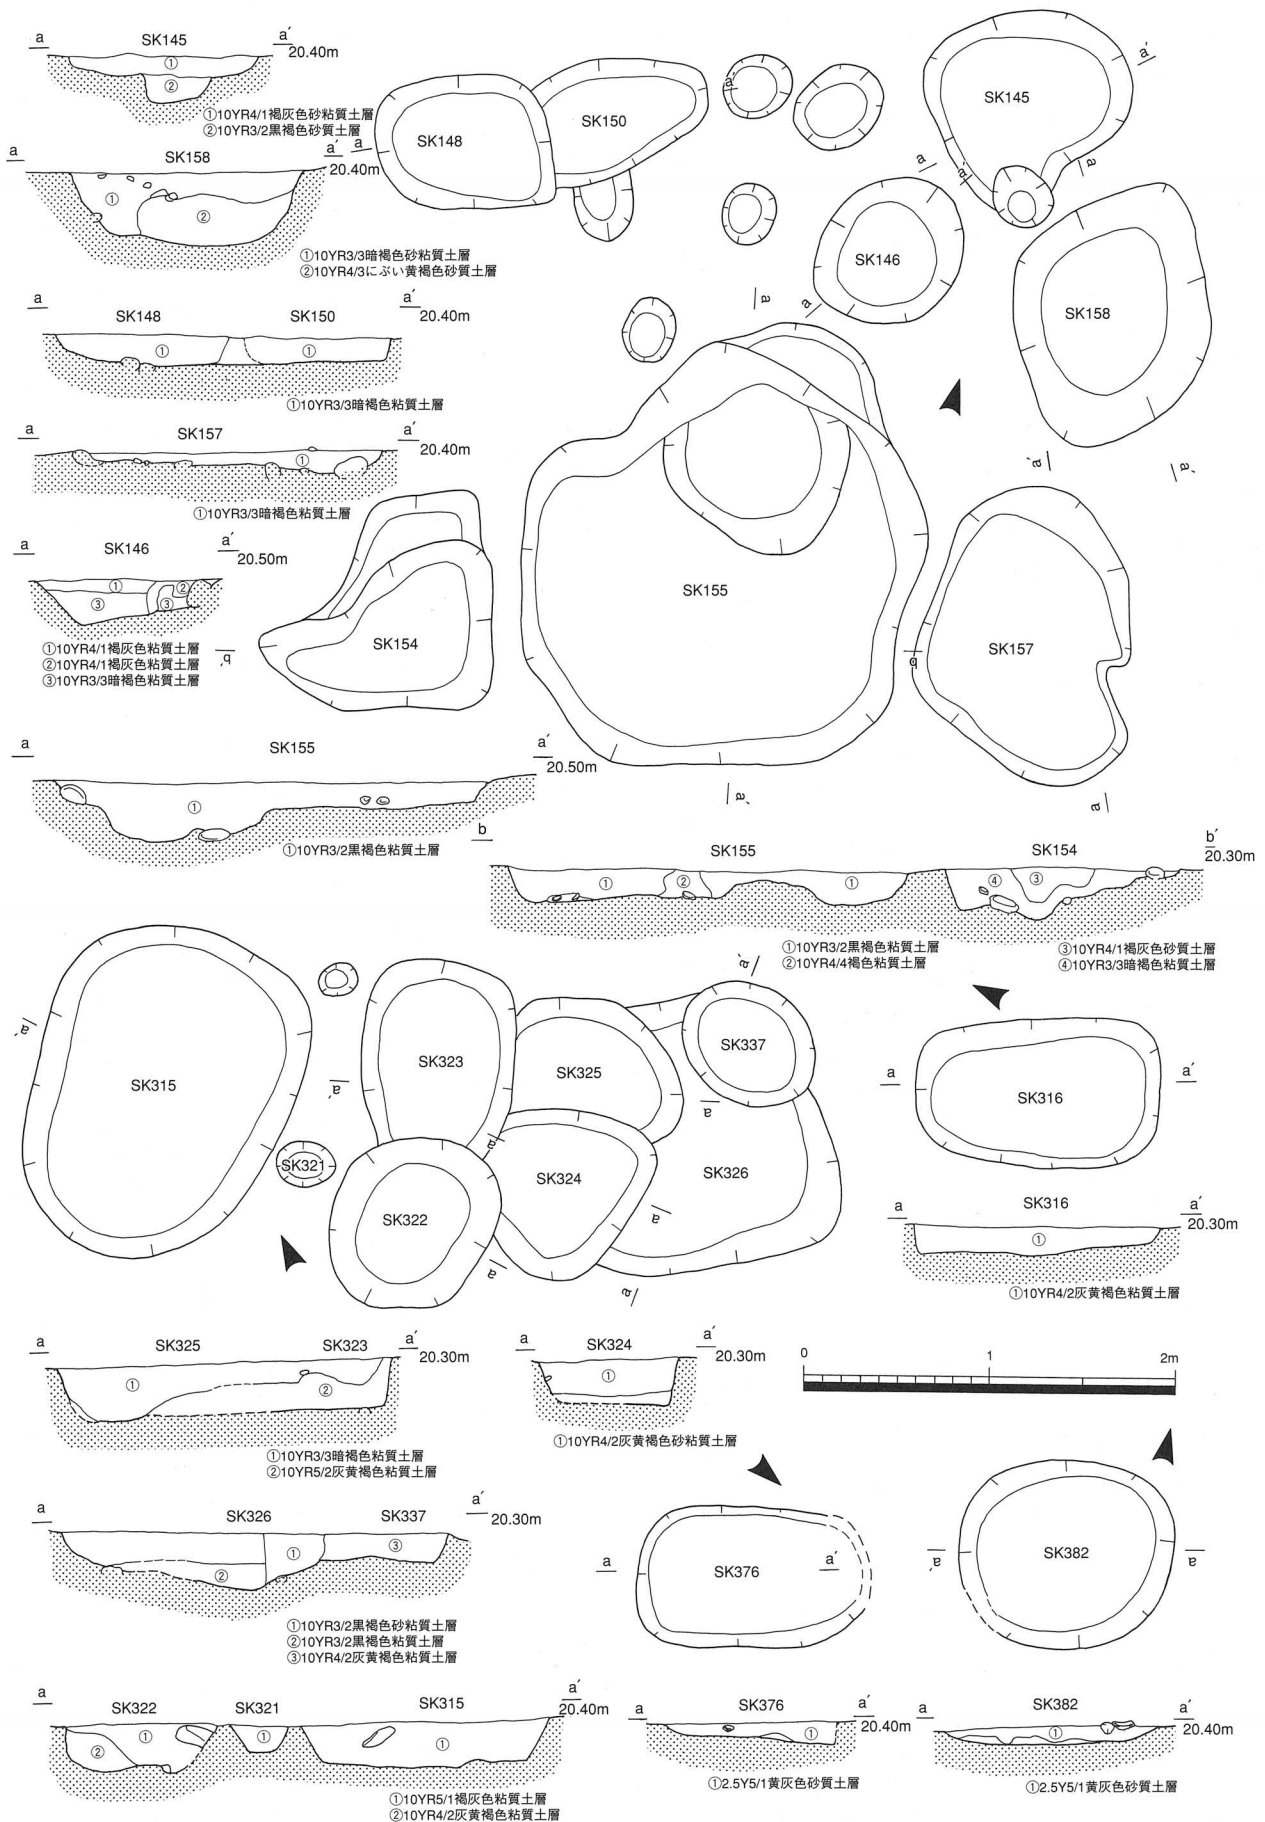 a SK145 a′ 20.40m
① ②
①10YR4/1褐灰色砂粘質土層
②10YR3/2黒褐色砂質土層
a SK158 a′ 20.40m
① ②
①10YR3/3暗褐色砂粘質土層
②10YR4/3にぶい黄褐色砂質土層
a SK148 SK150 a′ 20.40m
① ①
①10YR3/3暗褐色粘質土層
a SK157 a′ 20.40m
①
①10YR3/3暗褐色粘質土層
a SK146 a′ 20.50m
① ② ③ ③
①10YR4/1褐灰色粘質土層
②10YR4/1褐灰色粘質土層
③10YR3/3暗褐色粘質土層
a SK148 SK150 a′
SK145 a a′
SK146 a a′
SK158 a a′
SK154 b′
SK155 a a′ b
SK157 a a′
a SK155 a′ 20.50m
①
①10YR3/2黒褐色粘質土層
b SK155 SK154 b′ 20.30m
① ② ① ④ ③
①10YR3/2黒褐色粘質土層
②10YR4/4褐色粘質土層
③10YR4/1褐灰色砂質土層
④10YR3/3暗褐色粘質土層
SK315 a′
SK321
SK322 a
SK323 a′
SK325
SK324 a a′
SK337 a′
SK326 a
a SK316 a′
a SK316 a′ 20.30m
①
①10YR4/2灰黄褐色粘質土層
a SK325 SK323 a′ 20.30m
① ②
①10YR3/3暗褐色粘質土層
②10YR5/2灰黄褐色粘質土層
a SK324 a′ 20.30m
①
①10YR4/2灰黄褐色砂粘質土層
0 1 2m
a SK326 SK337 a′ 20.30m
① ② ③
①10YR3/2黒褐色砂粘質土層
②10YR3/2黒褐色粘質土層
③10YR4/2灰黄褐色粘質土層
a SK376 a′
a′ SK382 a
a SK322 SK321 SK315 a′ 20.40m
① ② ① ①
①10YR5/1褐灰色粘質土層
②10YR4/2灰黄褐色粘質土層
a SK376 a′ 20.40m
①
①2.5Y5/1黄灰色砂質土層
a SK382 a′ 20.40m
①
①2.5Y5/1黄灰色砂質土層